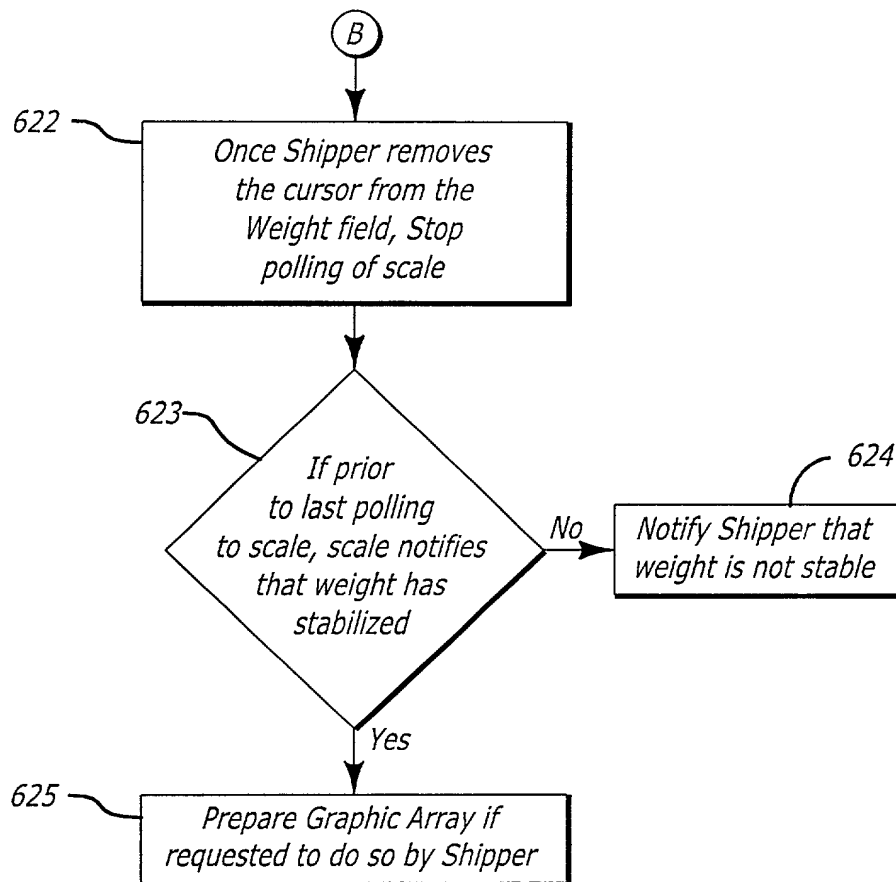 B
622
Once Shipper removes
the cursor from the
Weight field, Stop
polling of scale
623
If prior
to last polling
to scale, scale notifies
that weight has
stabilized
No
624
Notify Shipper that
weight is not stable
Yes
625
Prepare Graphic Array if
requested to do so by Shipper